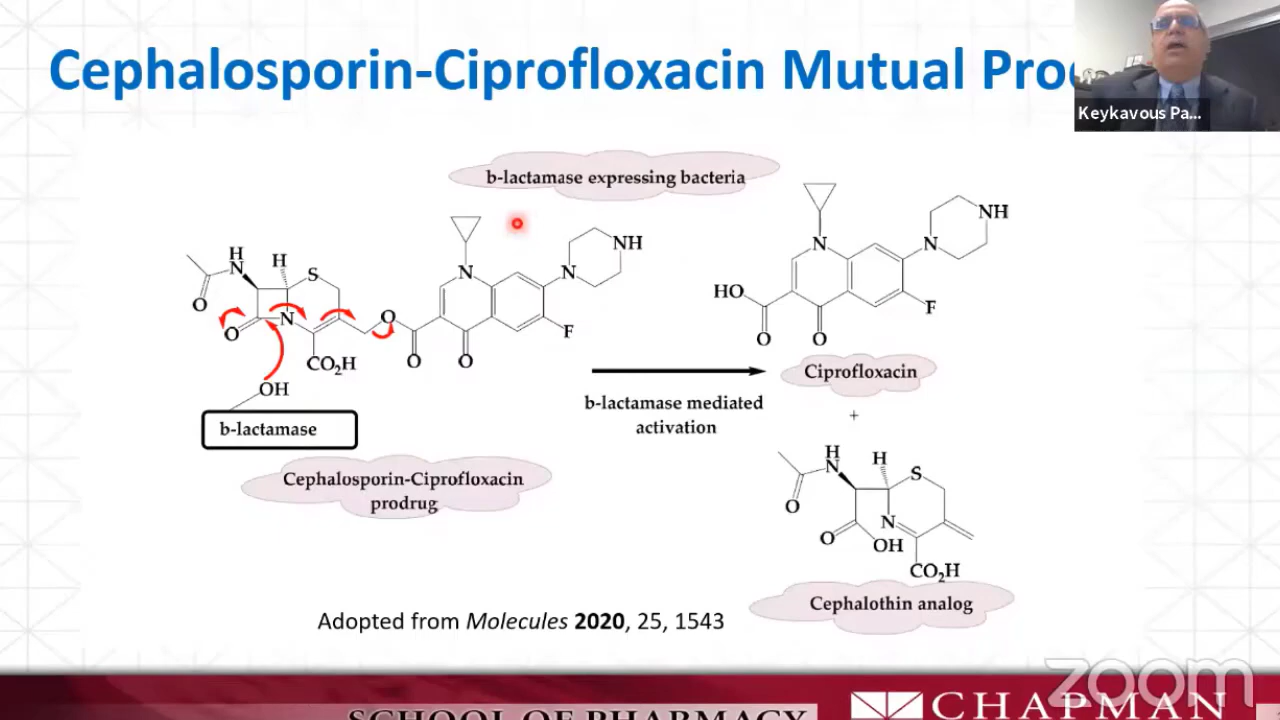 Cephalosporin-Ciprofloxacin Mutual
Keykavous Pa...
b-lactamase expressing bacteria
H
N
H
S
O
O
N
O
CO₂H
OH
b-lactamase
O
O
N
N
NH
F
Cephalosporin-Ciprofloxacin
prodrug
b-lactamase mediated
activation
HO
O
O
N
N
NH
F
Ciprofloxacin
+
H
N
H
S
O
N
O
OH
CO₂H
Cephalothin analog
Adopted from Molecules 2020, 25, 1543
zoom
SCHOOL OF PHARMACY
CHAPMAN